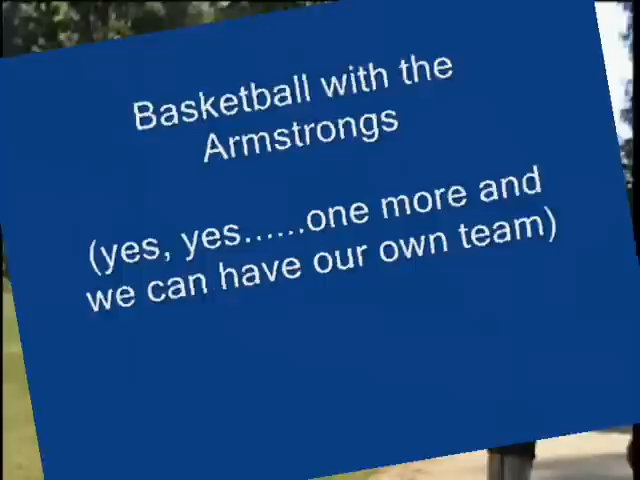 Basketball with the
Armstrongs
(yes, yes......one more and
we can have our own team)